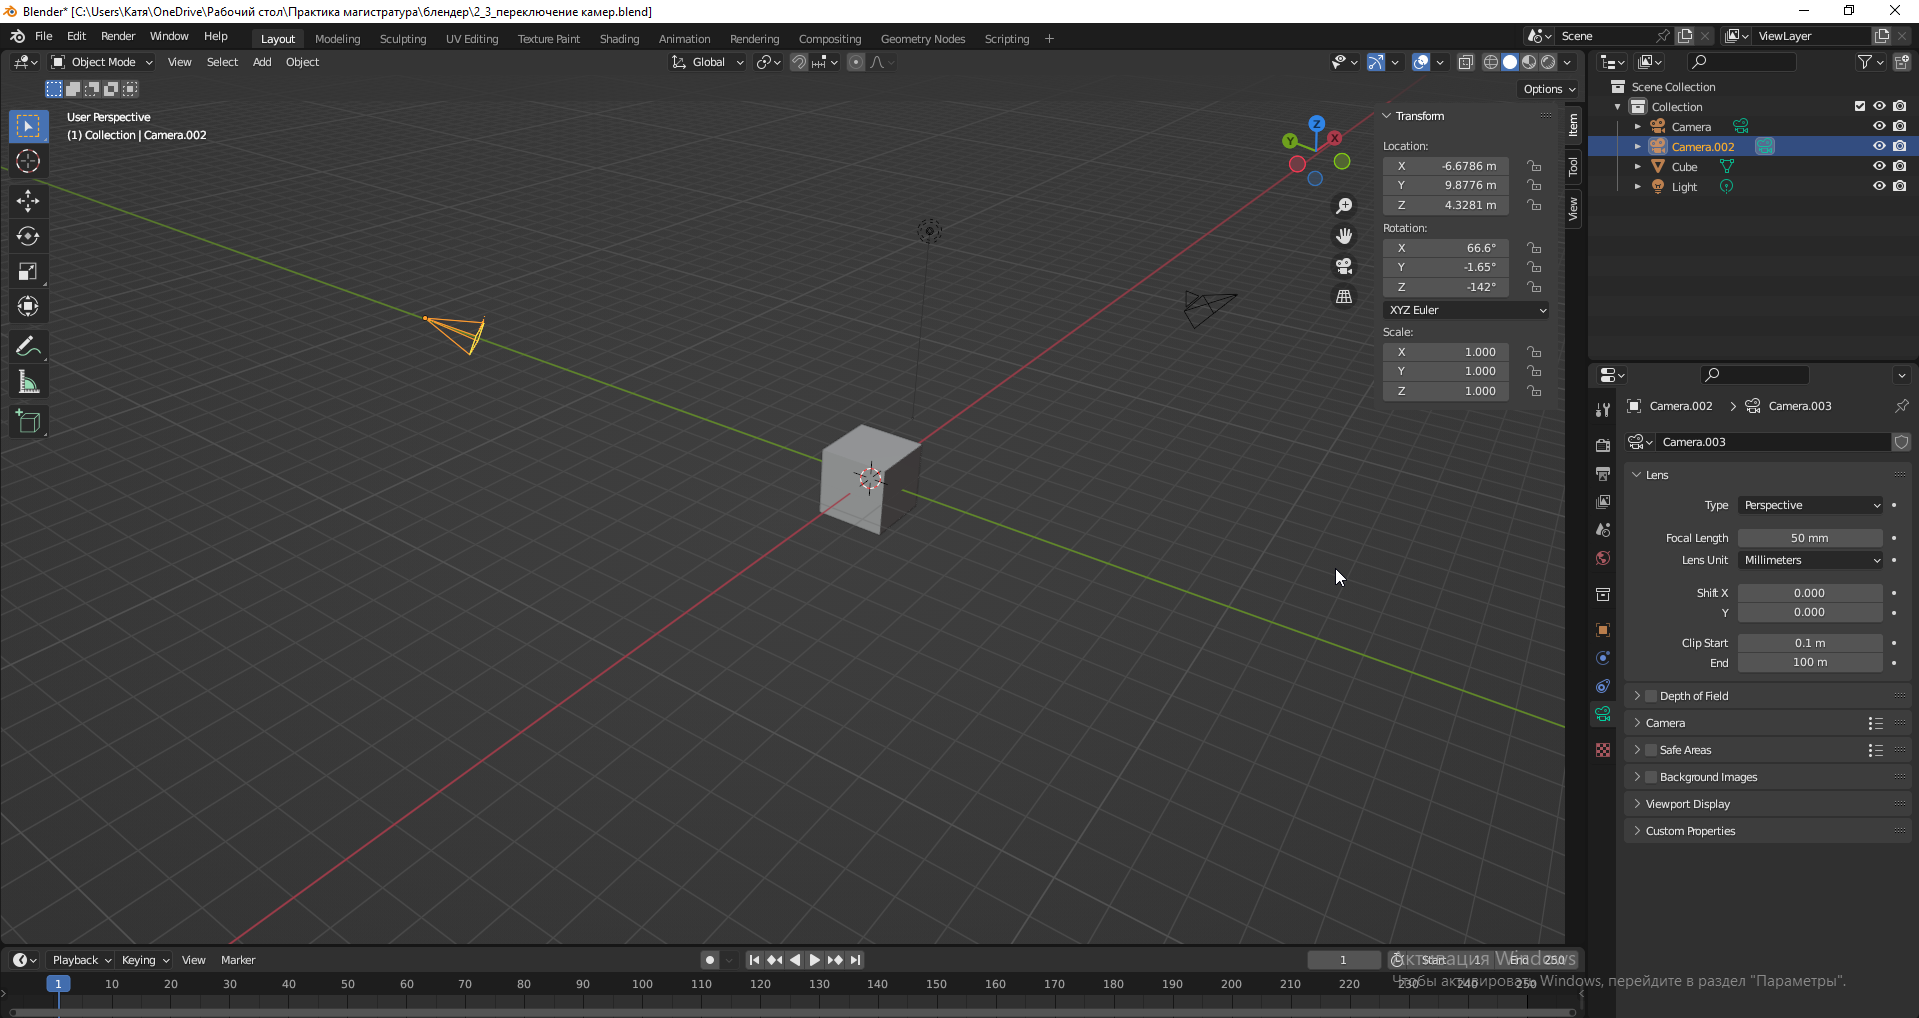 Blender* [C:\Users\Катя\OneDrive\Рабочий стол\Практика магистратура\блендер\2_3_переключение камер.blend]
File Edit Render Window Help Layout Modeling Sculpting UV Editing Texture Paint Shading Animation Rendering Compositing Geometry Nodes Scripting + Scene ViewLayer
Object Mode View Select Add Object Global
Options
User Perspective
(1) Collection | Camera.002
Z
Y
X
Transform
Location:
X -6.6786 m
Y 9.8776 m
Z 4.3281 m
Rotation:
X 66.6°
Y -1.65°
Z -142°
XYZ Euler
Scale:
X 1.000
Y 1.000
Z 1.000
Item
Tool
View
Scene Collection
Collection
Camera
Camera.002
Cube
Light
Camera.002 > Camera.003
Camera.003
Lens
Type Perspective
Focal Length 50 mm
Lens Unit Millimeters
Shift X 0.000
Y 0.000
Clip Start 0.1 m
End 100 m
Depth of Field
Camera
Safe Areas
Background Images
Viewport Display
Custom Properties
Playback Keying View Marker 1 Start 1 End 250
Активация Windows
1 10 20 30 40 50 60 70 80 90 100 110 120 130 140 150 160 170 180 190 200 210 220 230 240 250
Чтобы активировать Windows, перейдите в раздел "Параметры".